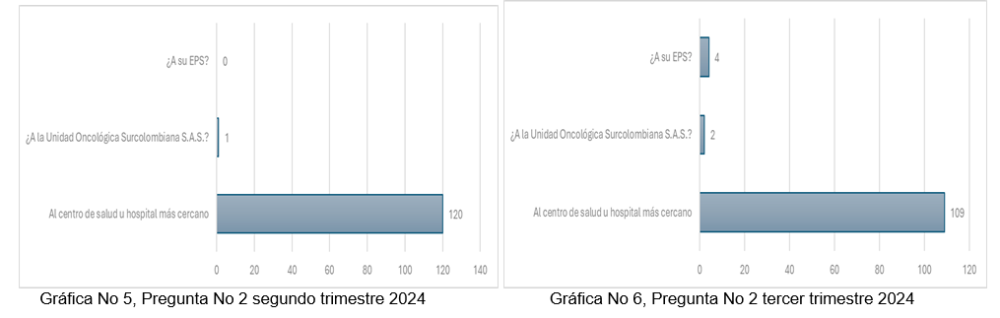 ¿A su EPS?
0
¿A la Unidad Oncológica Surcolombiana S.A.S.?
1
Al centro de salud u hospital más cercano
120
0 20 40 60 80 100 120 140
Gráfica No 5, Pregunta No 2 segundo trimestre 2024
¿A su EPS?
4
¿A la Unidad Oncológica Surcolombiana S.A.S.?
2
Al centro de salud u hospital más cercano
109
0 20 40 60 80 100 120
Gráfica No 6, Pregunta No 2 tercer trimestre 2024